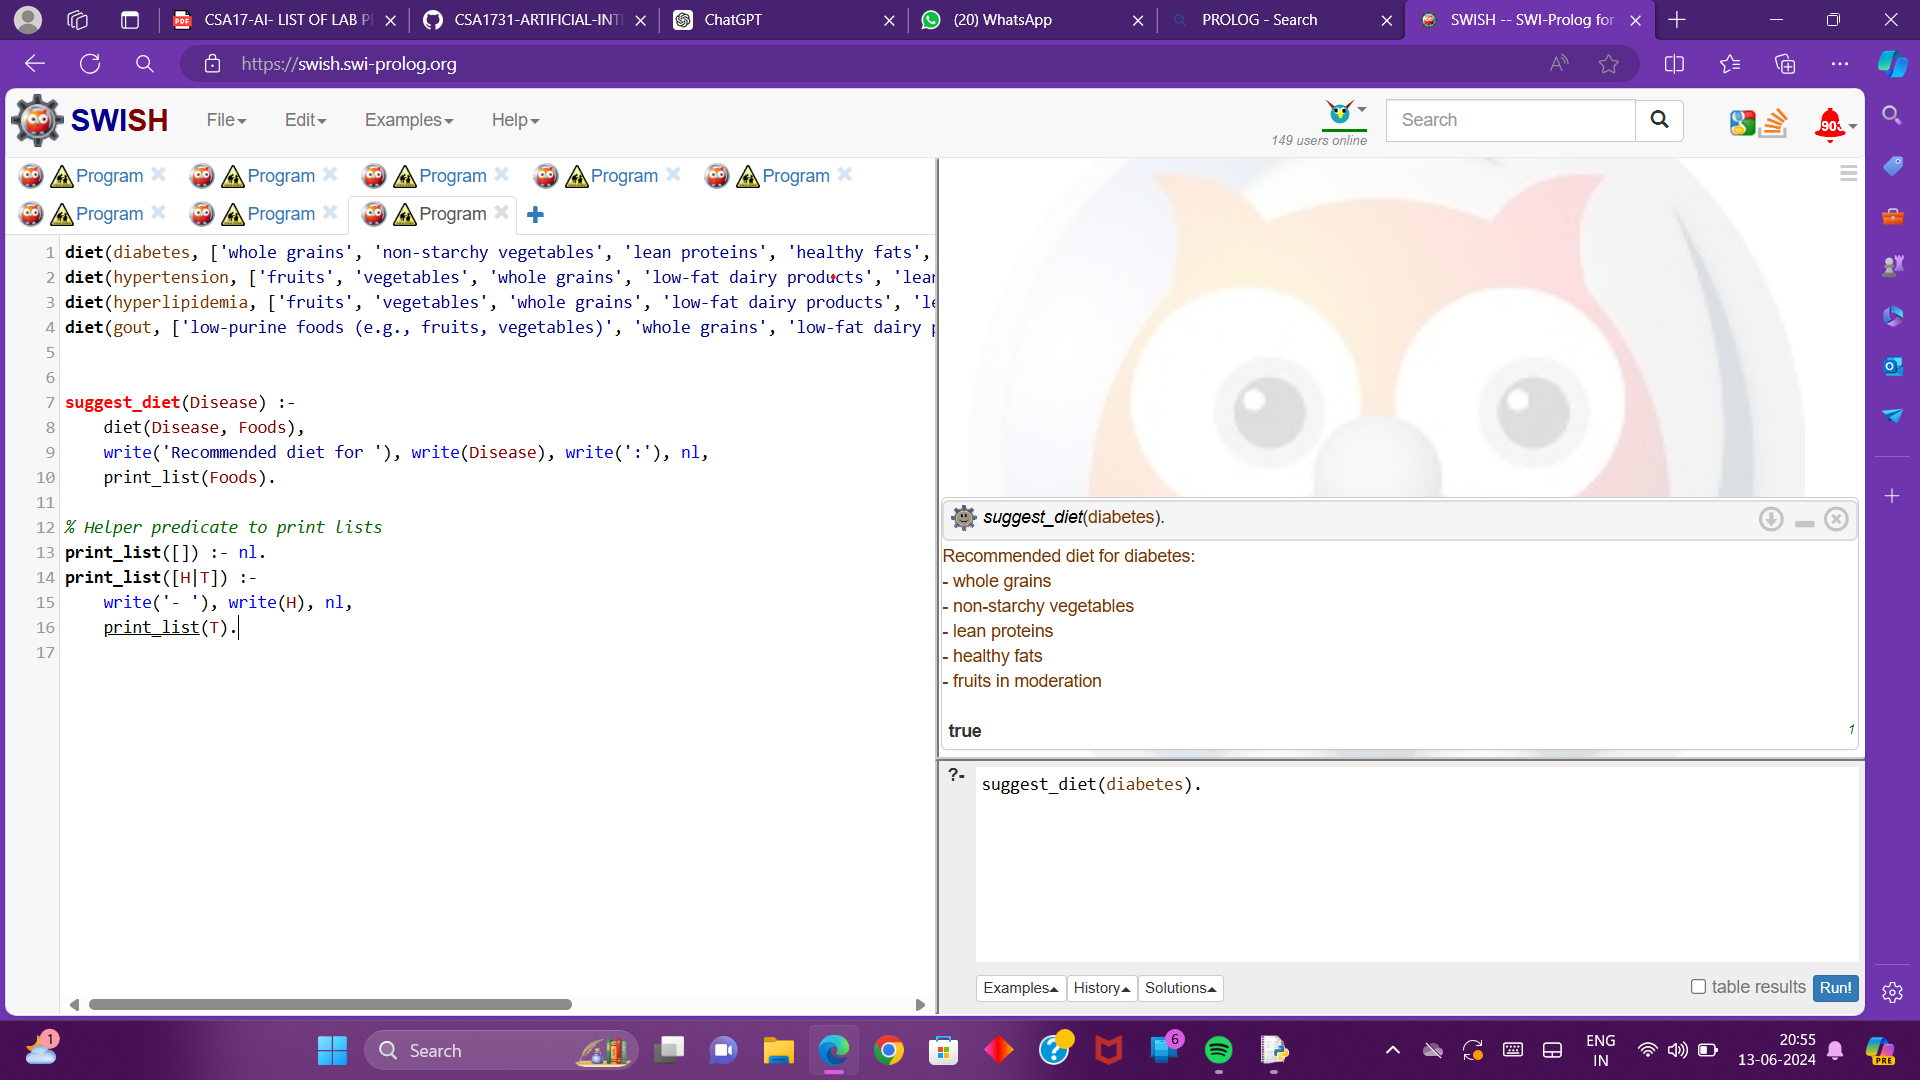 CSA17-AI- LIST OF LAB P
CSA1731-ARTIFICIAL-INT
ChatGPT
(20) WhatsApp
PROLOG - Search
SWISH -- SWI-Prolog for
https://swish.swi-prolog.org
SWISH
File
Edit
Examples
Help
149 users online
Search
903
Program
Program
Program
Program
Program
Program
Program
Program
1 diet(diabetes, ['whole grains', 'non-starchy vegetables', 'lean proteins', 'healthy fats',
2 diet(hypertension, ['fruits', 'vegetables', 'whole grains', 'low-fat dairy products', 'lean
3 diet(hyperlipidemia, ['fruits', 'vegetables', 'whole grains', 'low-fat dairy products', 'le
4 diet(gout, ['low-purine foods (e.g., fruits, vegetables)', 'whole grains', 'low-fat dairy p
5
6
7 suggest_diet(Disease) :-
8 diet(Disease, Foods),
9 write('Recommended diet for '), write(Disease), write(':'), nl,
10 print_list(Foods).
11
12 % Helper predicate to print lists
13 print_list([]) :- nl.
14 print_list([H|T]) :-
15 write('- '), write(H), nl,
16 print_list(T).
17
suggest_diet(diabetes).
Recommended diet for diabetes:
- whole grains
- non-starchy vegetables
- lean proteins
- healthy fats
- fruits in moderation
true
1
?- suggest_diet(diabetes).
Examples
History
Solutions
table results
Run!
1
Search
6
ENG
IN
20:55
13-06-2024
PRE